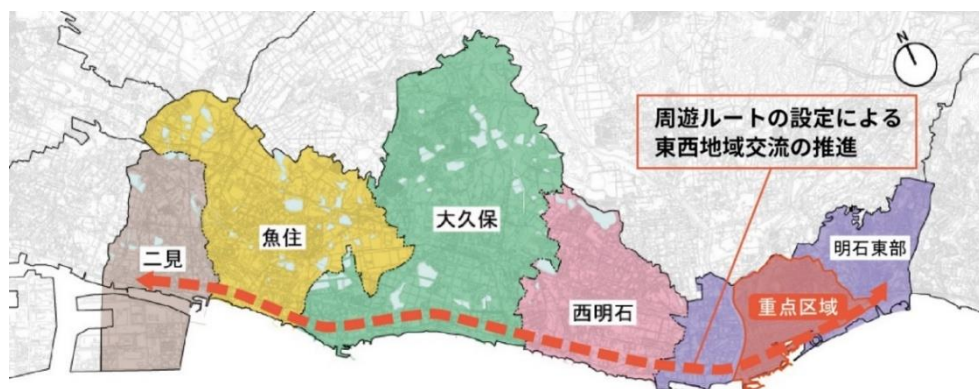 N
周遊ルートの設定による
東西地域交流の推進
大久保
魚住
二見
明石東部
重点区域
西明石